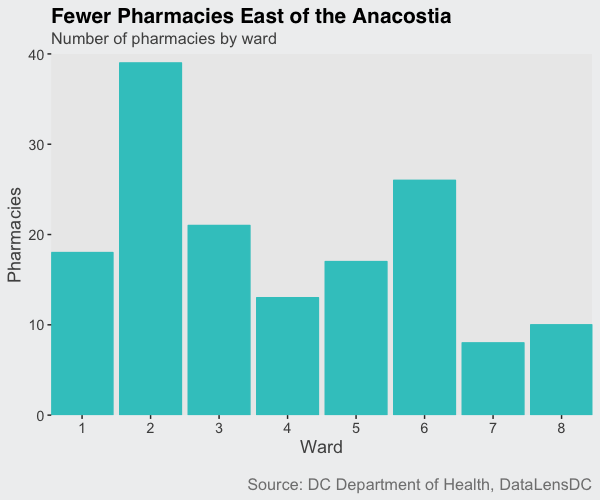 Fewer Pharmacies East of the Anacostia
Number of pharmacies by ward
40
30
20
10
0
Pharmacies
1 2 3 4 5 6 7 8
Ward
Source: DC Department of Health, DataLensDC